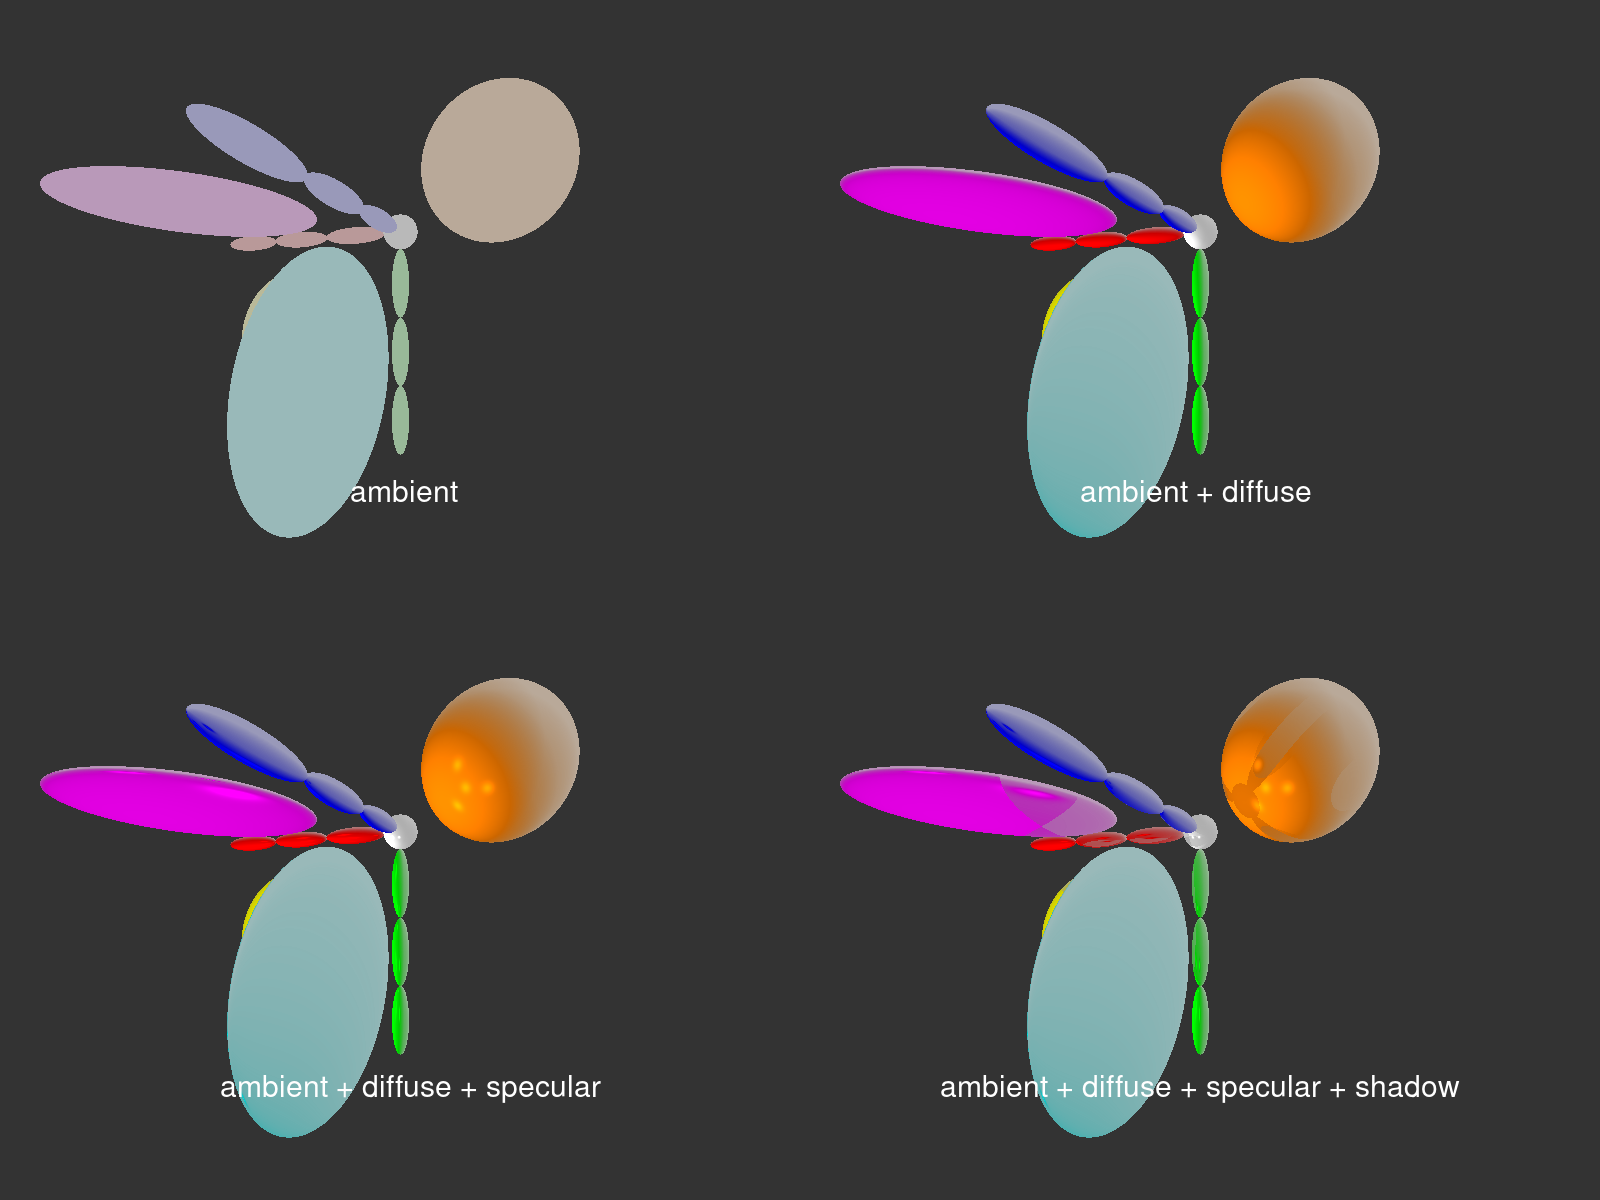 ambient
ambient + diffuse
ambient + diffuse + specular
ambient + diffuse + specular + shadow